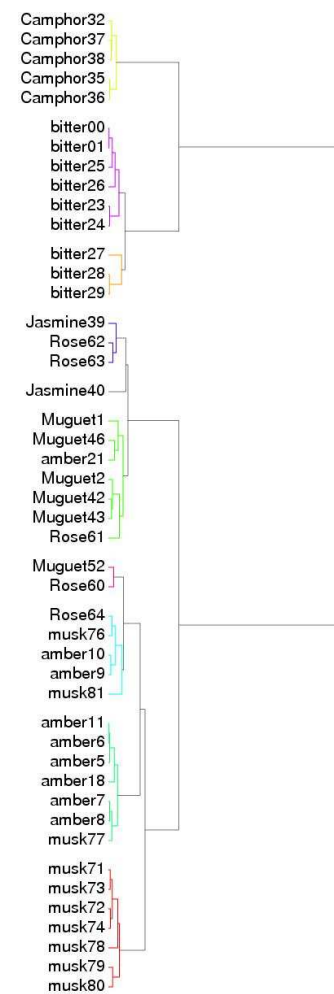 Camphor32
Camphor37
Camphor38
Camphor35
Camphor36
bitter00
bitter01
bitter25
bitter26
bitter23
bitter24
bitter27
bitter28
bitter29
Jasmine39
Rose62
Rose63
Jasmine40
Muguet1
Muguet46
amber21
Muguet2
Muguet42
Muguet43
Rose61
Muguet52
Rose60
Rose64
musk76
amber10
amber9
musk81
amber11
amber6
amber5
amber18
amber7
amber8
musk77
musk71
musk73
musk72
musk74
musk78
musk79
musk80